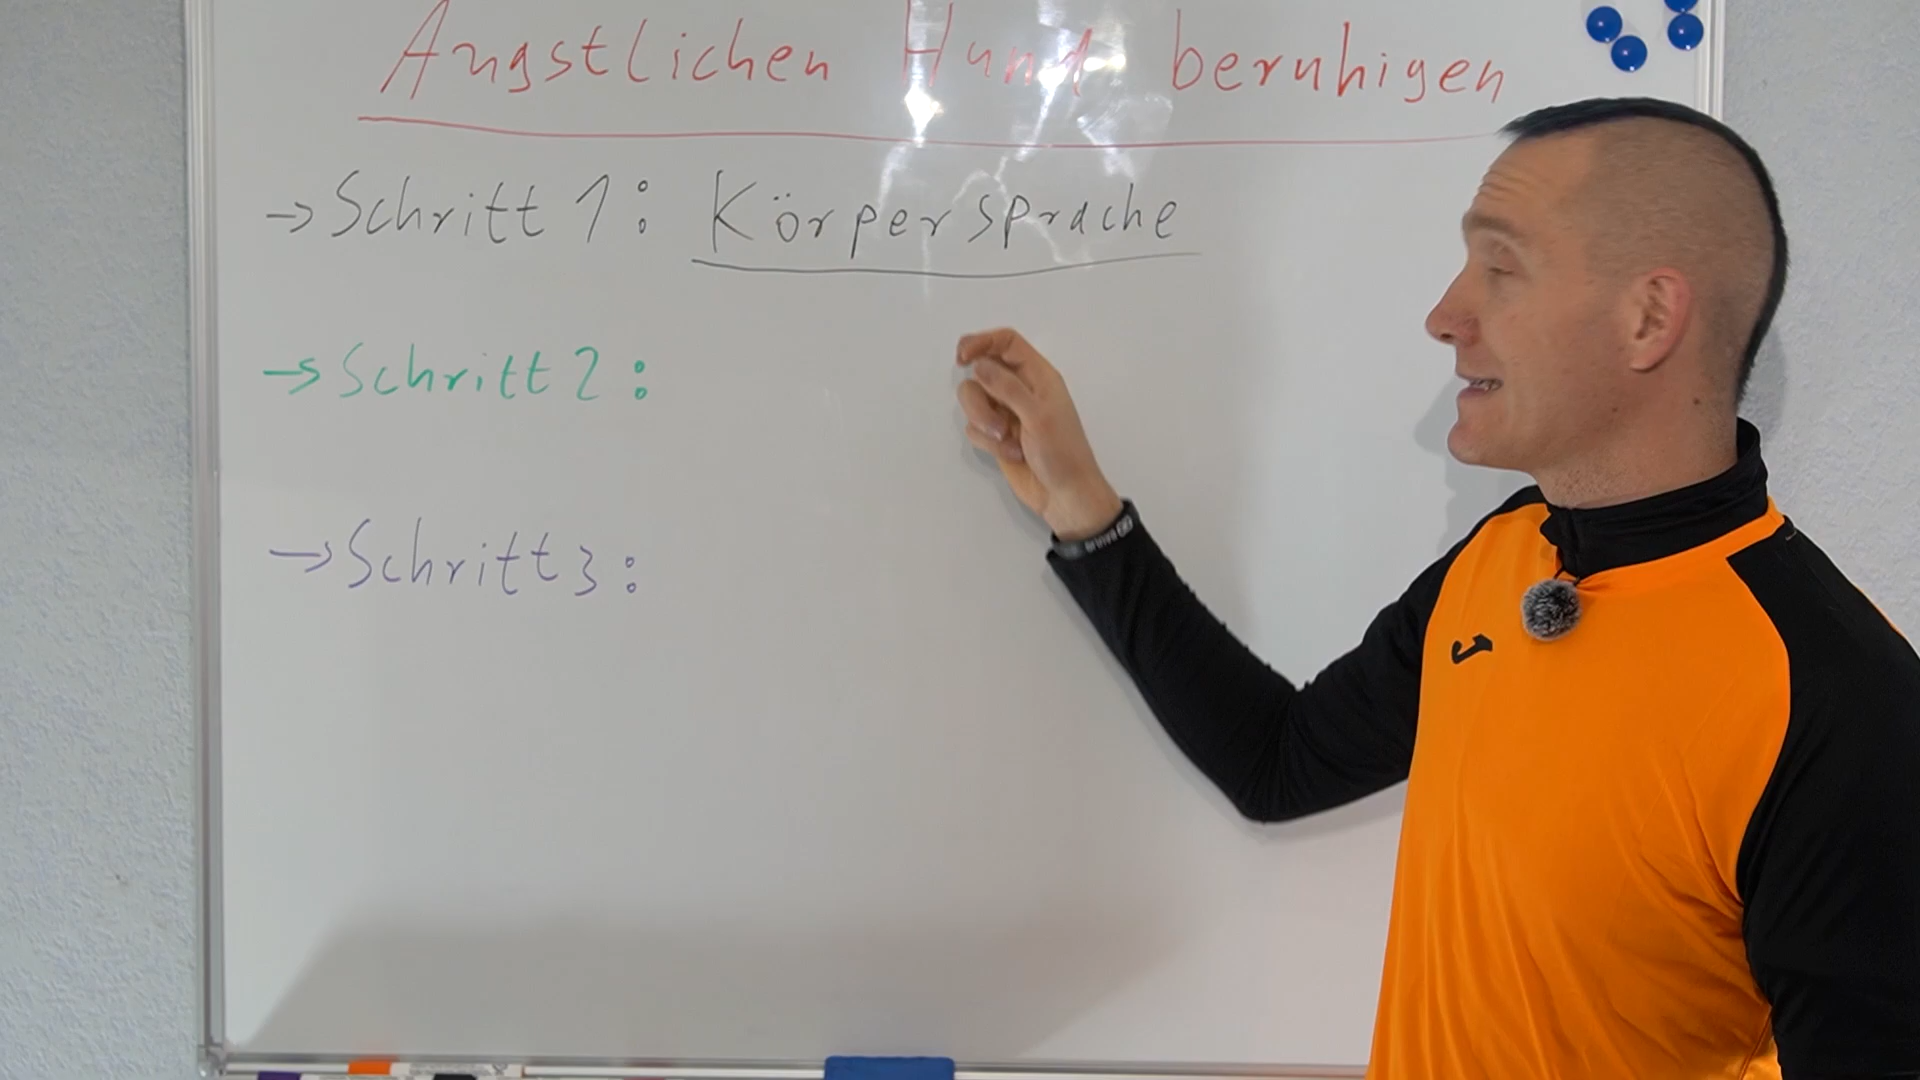 Ängstlichen Hund beruhigen
→ Schritt 1: Körpersprache
→ Schritt 2:
→ Schritt 3: